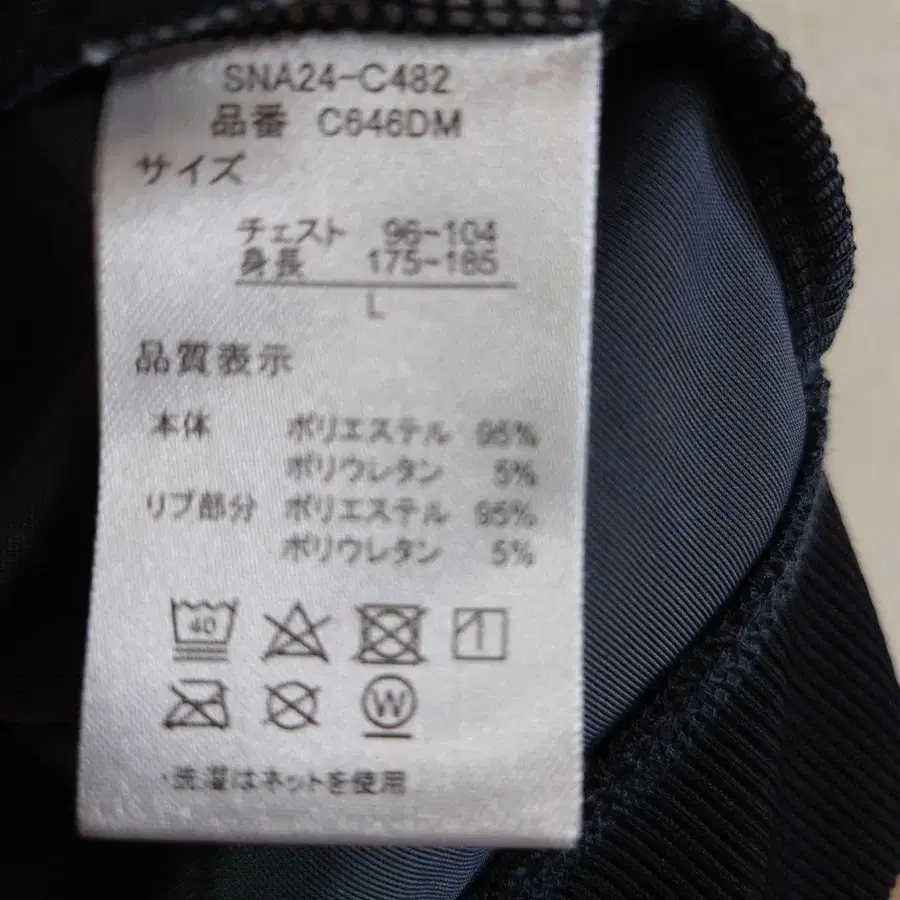 SNA24-C482
品番 C646DM
サイズ
チェスト 96-104
身長 175-185
L
品質表示
本体 ポリエステル 95%
ポリウレタン 5%
リブ部分 ポリエステル 95%
ポリウレタン 5%
40
W
・洗濯はネットを使用